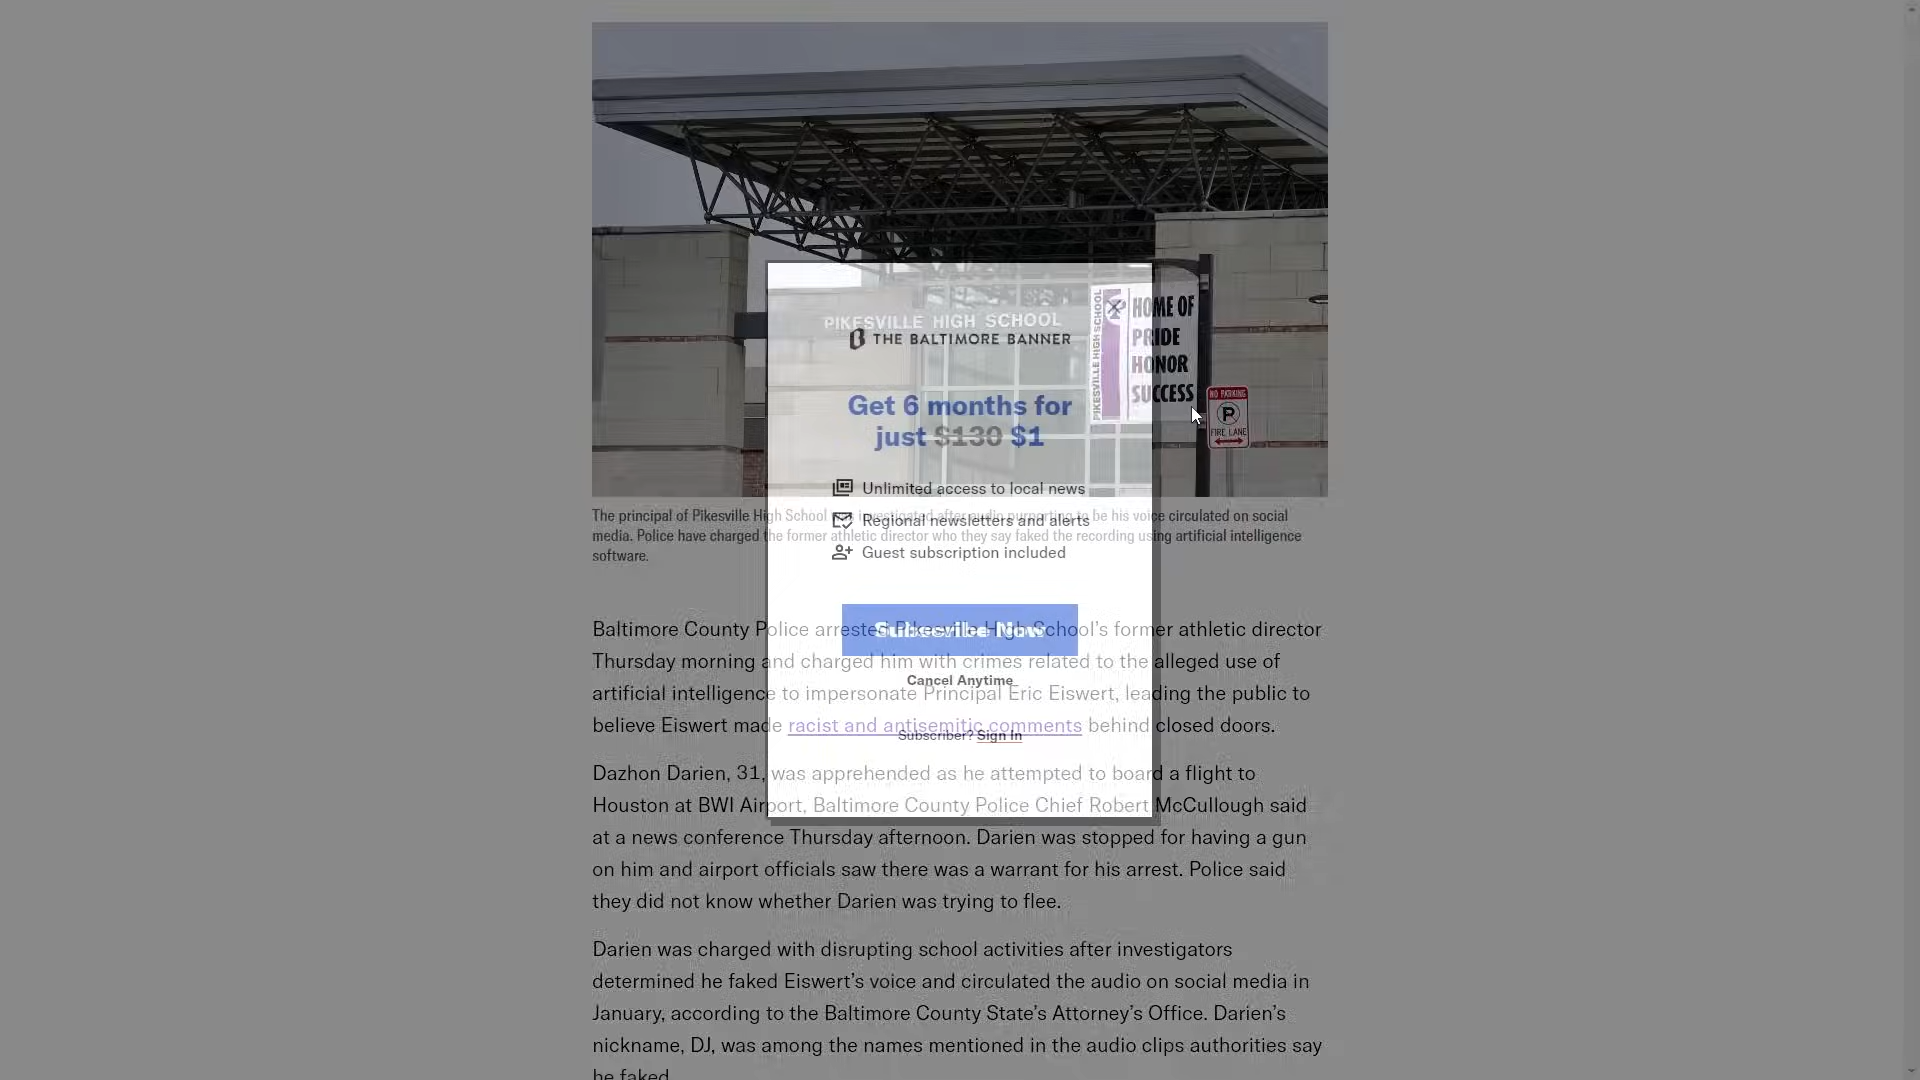 PIKESVILLE HIGH SCHOOL
PIKESVILLE HIGH SCHOOL
HOME OF
PRIDE
HONOR
SUCCESS
NO PARKING
P
FIRE LANE
THE BALTIMORE BANNER
Get 6 months for
just $130 $1
Unlimited access to local news
Regional newsletters and alerts
Guest subscription included
Subscribe Now
Cancel Anytime
Subscriber? Sign In
The principal of Pikesville High School was investigated after audio purporting to be his voice circulated on social
media. Police have charged the former athletic director who they say faked the recording using artificial intelligence
software.
Baltimore County Police arrested Pikesville High School’s former athletic director
Thursday morning and charged him with crimes related to the alleged use of
artificial intelligence to impersonate Principal Eric Eiswert, leading the public to
believe Eiswert made racist and antisemitic comments behind closed doors.
Dazhon Darien, 31, was apprehended as he attempted to board a flight to
Houston at BWI Airport, Baltimore County Police Chief Robert McCullough said
at a news conference Thursday afternoon. Darien was stopped for having a gun
on him and airport officials saw there was a warrant for his arrest. Police said
they did not know whether Darien was trying to flee.
Darien was charged with disrupting school activities after investigators
determined he faked Eiswert’s voice and circulated the audio on social media in
January, according to the Baltimore County State’s Attorney’s Office. Darien’s
nickname, DJ, was among the names mentioned in the audio clips authorities say
he faked.